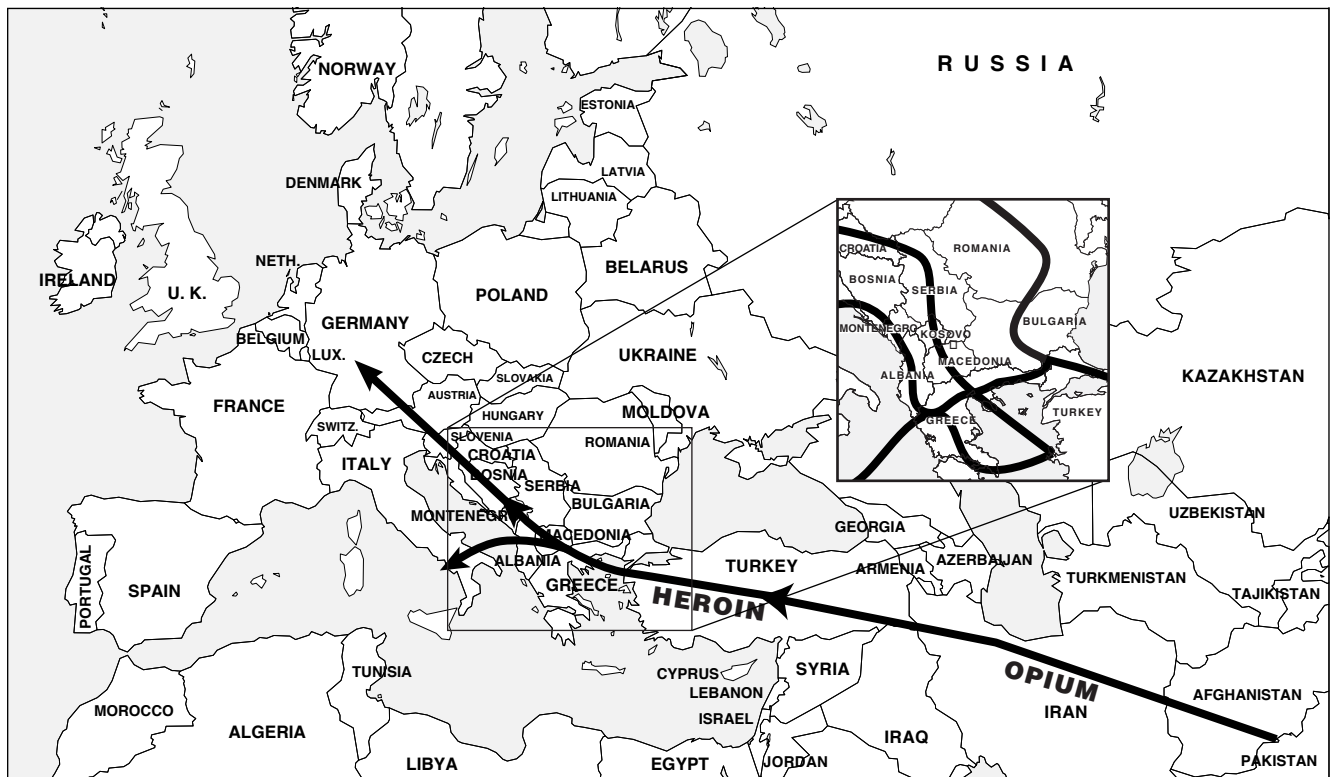 RUSSIA
NORWAY
ESTONIA
LATVIA
DENMARK
LITHUANIA
NETH.
IRELAND
U. K.
BELARUS
POLAND
GERMANY
BELGIUM
LUX.
CZECH
UKRAINE
SLOVAKIA
KAZAKHSTAN
AUSTRIA
FRANCE
HUNGARY
MOLDOVA
SWITZ.
SLOVENIA
ROMANIA
CROATIA
ITALY
BOSNIA
SERBIA
BULGARIA
MONTENEGRO
UZBEKISTAN
GEORGIA
MACEDONIA
ALBANIA
AZERBAIJAN
TURKEY
ARMENIA
TURKMENISTAN
GREECE
TAJIKISTAN
PORTUGAL
SPAIN
HEROIN
TUNISIA
CYPRUS
SYRIA
OPIUM
LEBANON
AFGHANISTAN
MOROCCO
ISRAEL
IRAN
ALGERIA
IRAQ
LIBYA
EGYPT
JORDAN
PAKISTAN
CROATIA
ROMANIA
BOSNIA
SERBIA
BULGARIA
MONTENEGRO
KOSOVO
MACEDONIA
ALBANIA
TURKEY
GREECE